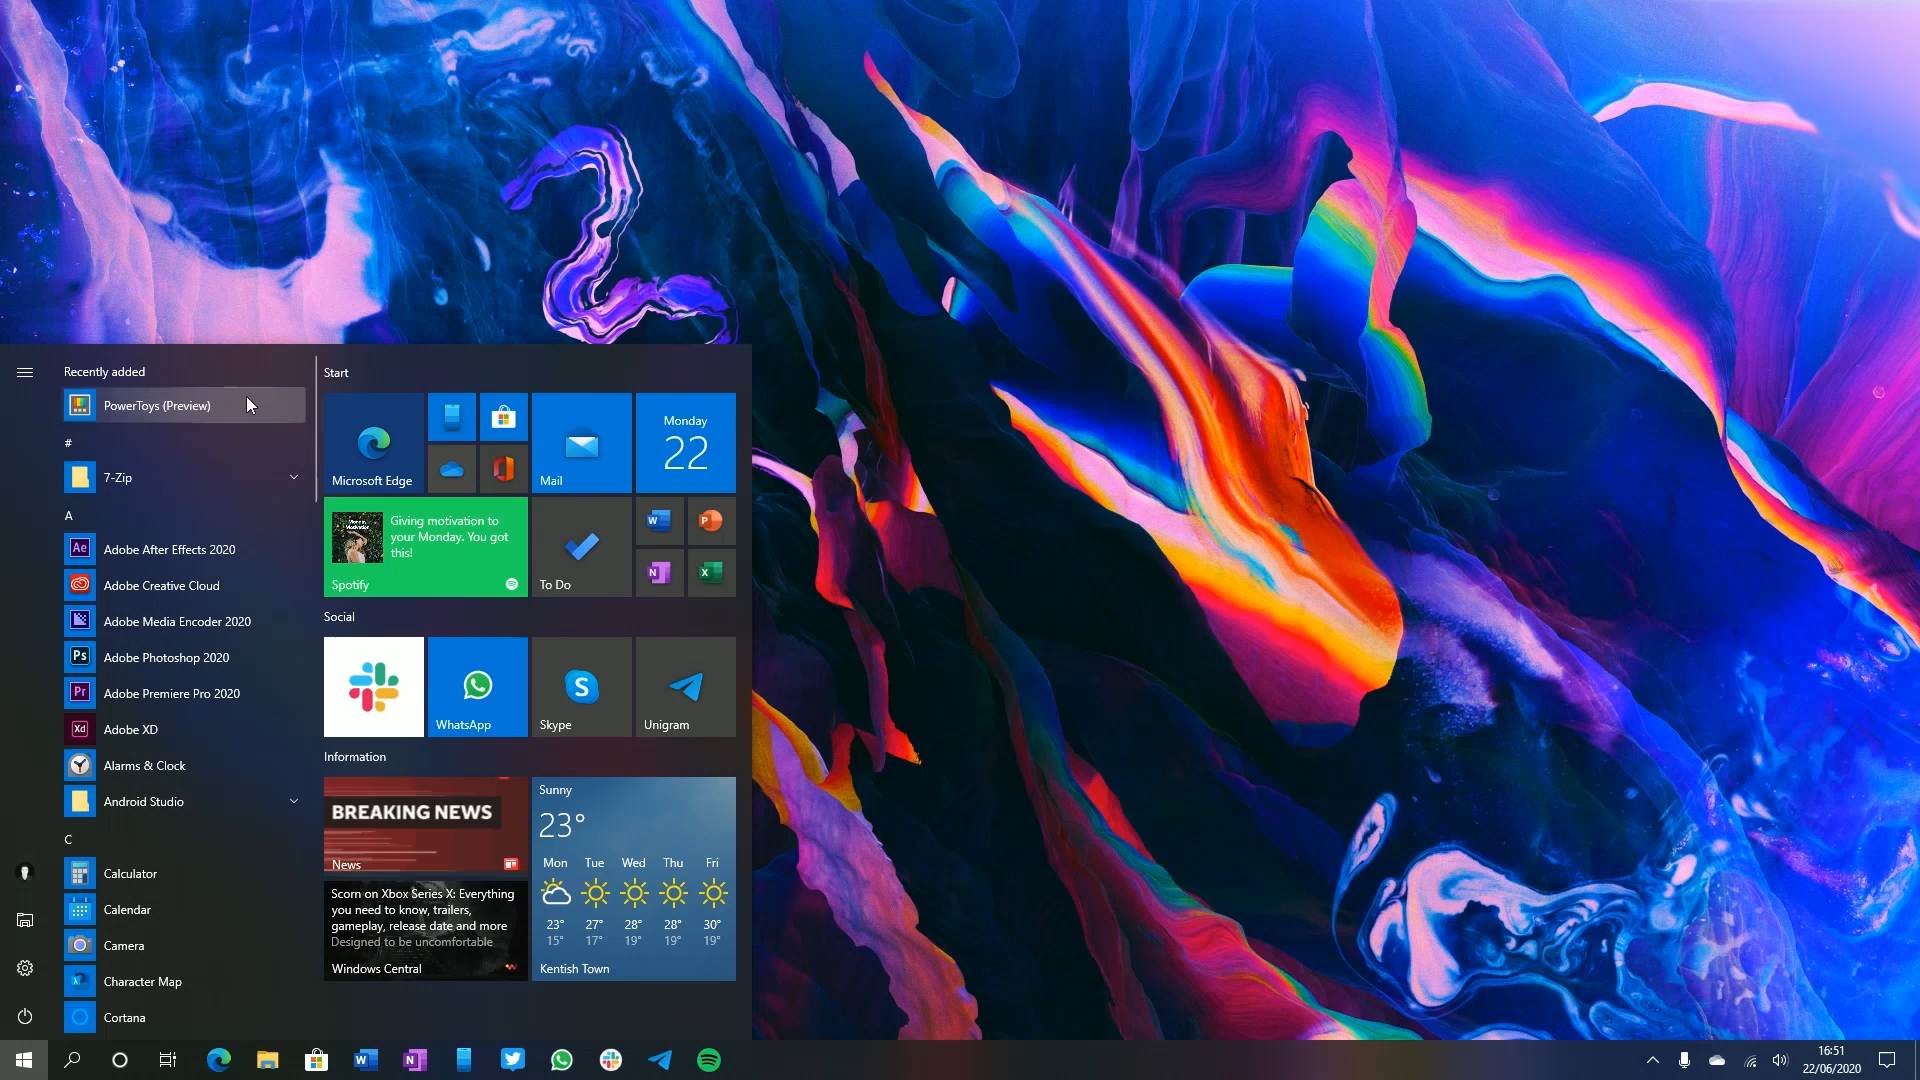 Recently added
PowerToys (Preview)
#
7-Zip
A
Ae
Adobe After Effects 2020
Adobe Creative Cloud
Adobe Media Encoder 2020
Ps
Adobe Photoshop 2020
Pr
Adobe Premiere Pro 2020
Xd
Adobe XD
Alarms & Clock
Android Studio
C
Calculator
Calendar
Camera
Character Map
Cortana
Start
Microsoft Edge
Mail
Monday
22
Giving motivation to
your Monday. You got
this!
Spotify
To Do
W
P
N
X
Social
WhatsApp
S
Skype
Unigram
Information
BREAKING NEWS
News
Scorn on Xbox Series X: Everything
you need to know, trailers,
gameplay, release date and more
Designed to be uncomfortable
Windows Central
Sunny
23°
Mon Tue Wed Thu Fri
23° 27° 28° 28° 30°
15° 17° 19° 19° 19°
Kentish Town
W
N
16:51
22/06/2020